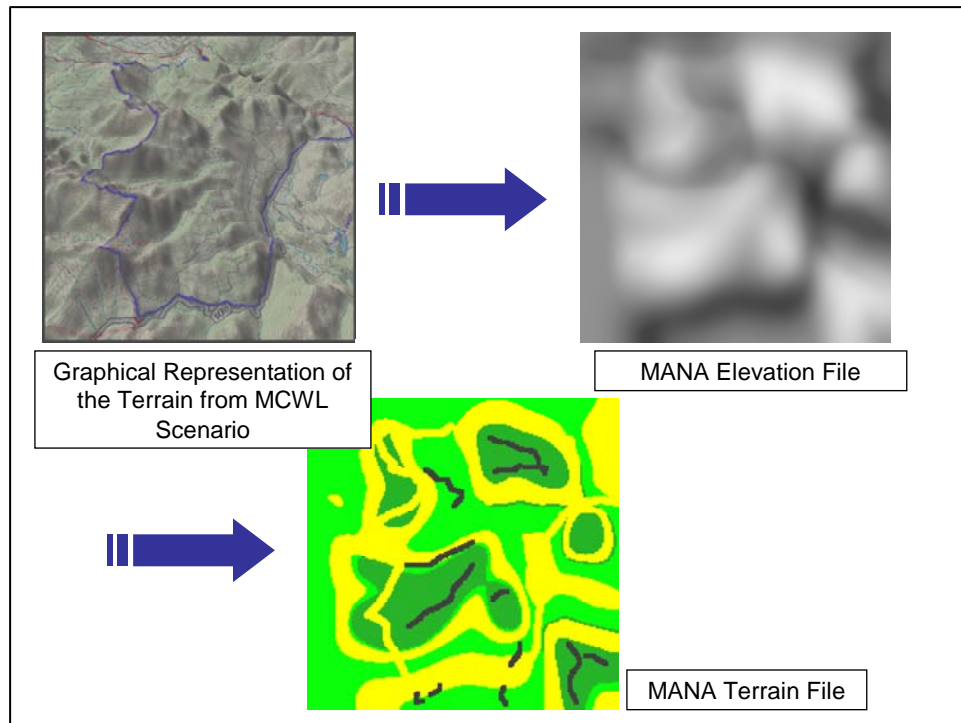 Graphical Representation of
the Terrain from MCWL
Scenario
MANA Elevation File
MANA Terrain File